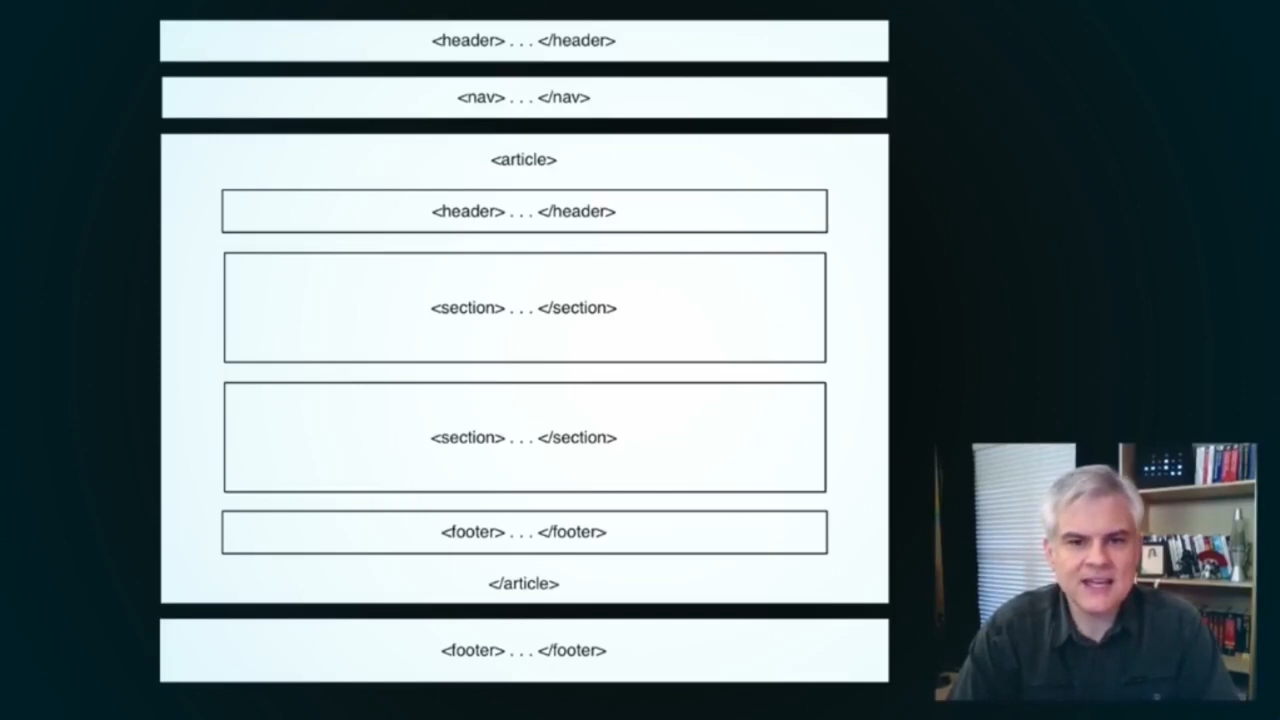 <header> . . . </header>
<nav> . . . </nav>
<article>
<header> . . . </header>
<section> . . . </section>
<section> . . . </section>
<footer> . . . </footer>
</article>
<footer> . . . </footer>